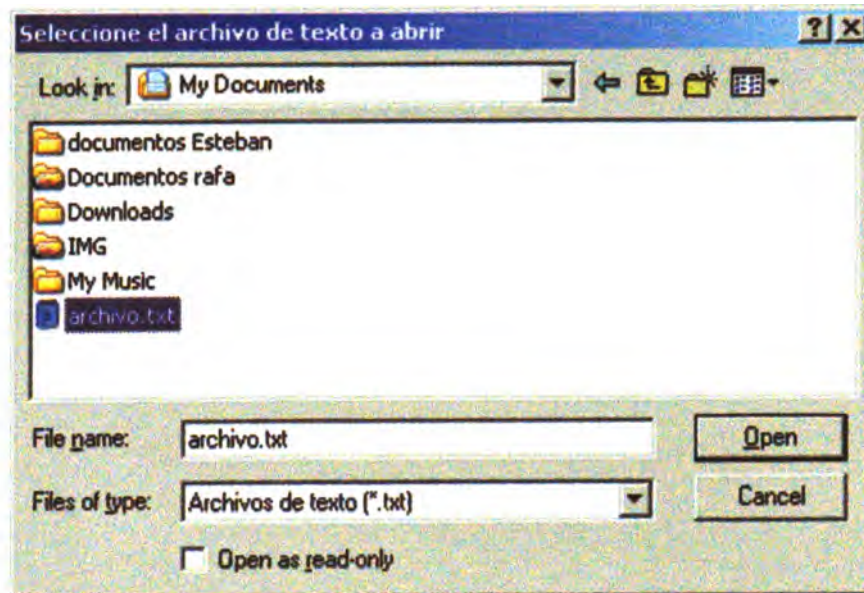 Seleccione el archivo de texto a abrir
Look in: My Documents
documentos Esteban
Documentos rafa
Downloads
IMG
My Music
archivo.txt
File name: archivo.txt Open
Files of type: Archivos de texto (*.txt) Cancel
Open as read-only